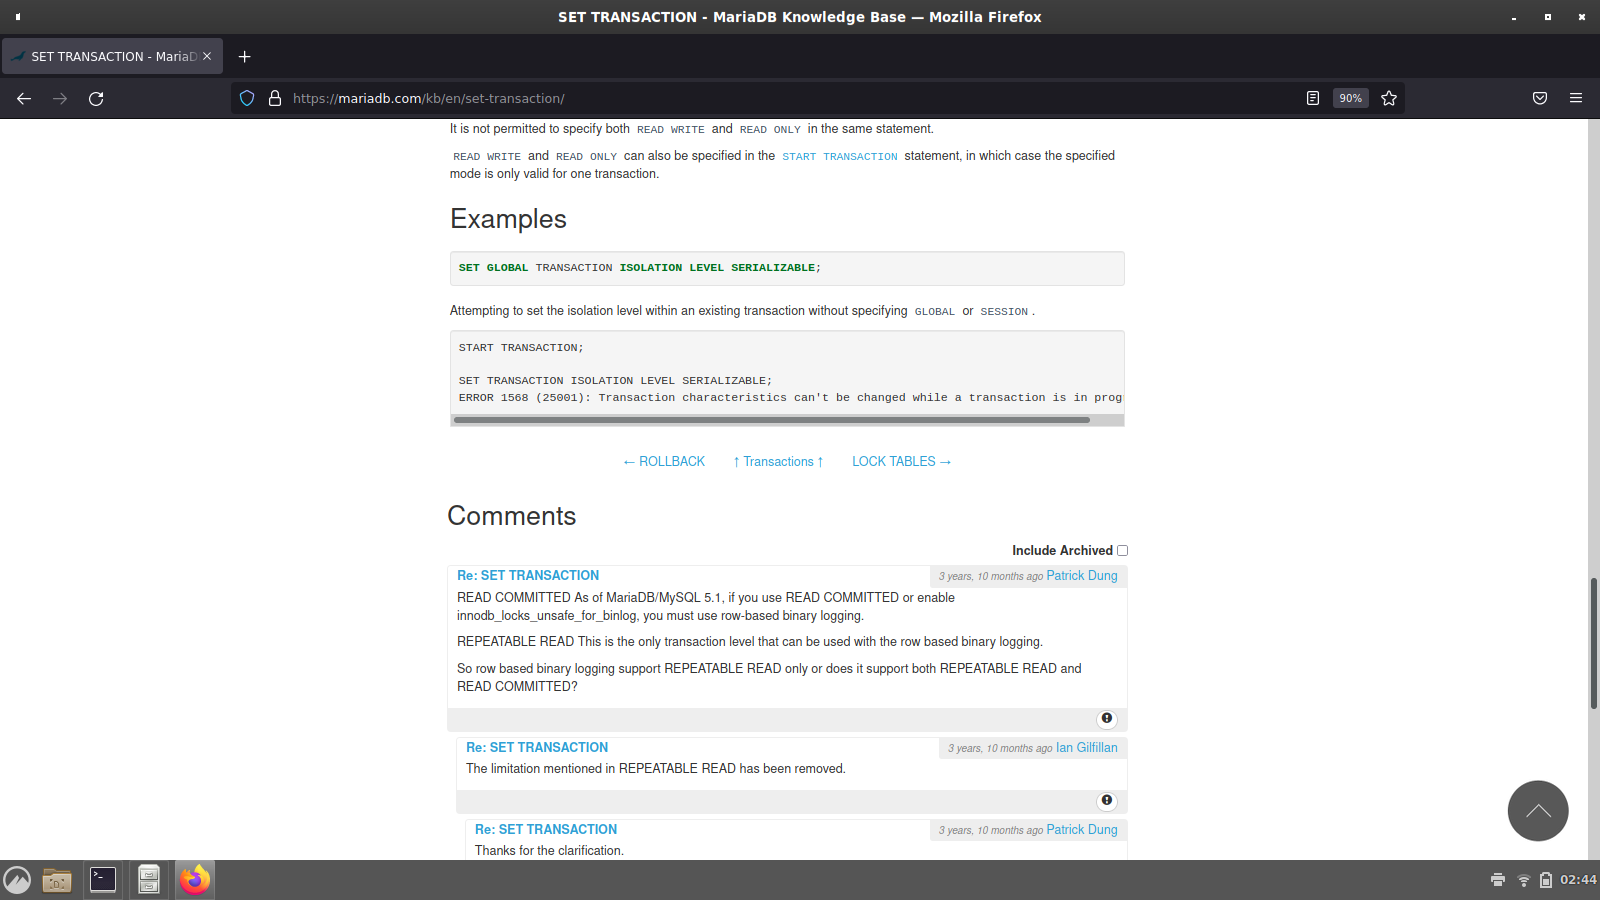 SET TRANSACTION - MariaDB Knowledge Base — Mozilla Firefox
SET TRANSACTION - MariaD
https://mariadb.com/kb/en/set-transaction/
90%
It is not permitted to specify both READ WRITE and READ ONLY in the same statement.
READ WRITE and READ ONLY can also be specified in the START TRANSACTION statement, in which case the specified
mode is only valid for one transaction.
Examples
SET GLOBAL TRANSACTION ISOLATION LEVEL SERIALIZABLE;
Attempting to set the isolation level within an existing transaction without specifying GLOBAL or SESSION .
START TRANSACTION;
SET TRANSACTION ISOLATION LEVEL SERIALIZABLE;
ERROR 1568 (25001): Transaction characteristics can't be changed while a transaction is in prog
← ROLLBACK ↑ Transactions ↑ LOCK TABLES →
Comments
Include Archived
Re: SET TRANSACTION 3 years, 10 months ago Patrick Dung
READ COMMITTED As of MariaDB/MySQL 5.1, if you use READ COMMITTED or enable
innodb_locks_unsafe_for_binlog, you must use row-based binary logging.
REPEATABLE READ This is the only transaction level that can be used with the row based binary logging.
So row based binary logging support REPEATABLE READ only or does it support both REPEATABLE READ and
READ COMMITTED?
Re: SET TRANSACTION 3 years, 10 months ago Ian Gilfillan
The limitation mentioned in REPEATABLE READ has been removed.
Re: SET TRANSACTION 3 years, 10 months ago Patrick Dung
Thanks for the clarification.
02:44